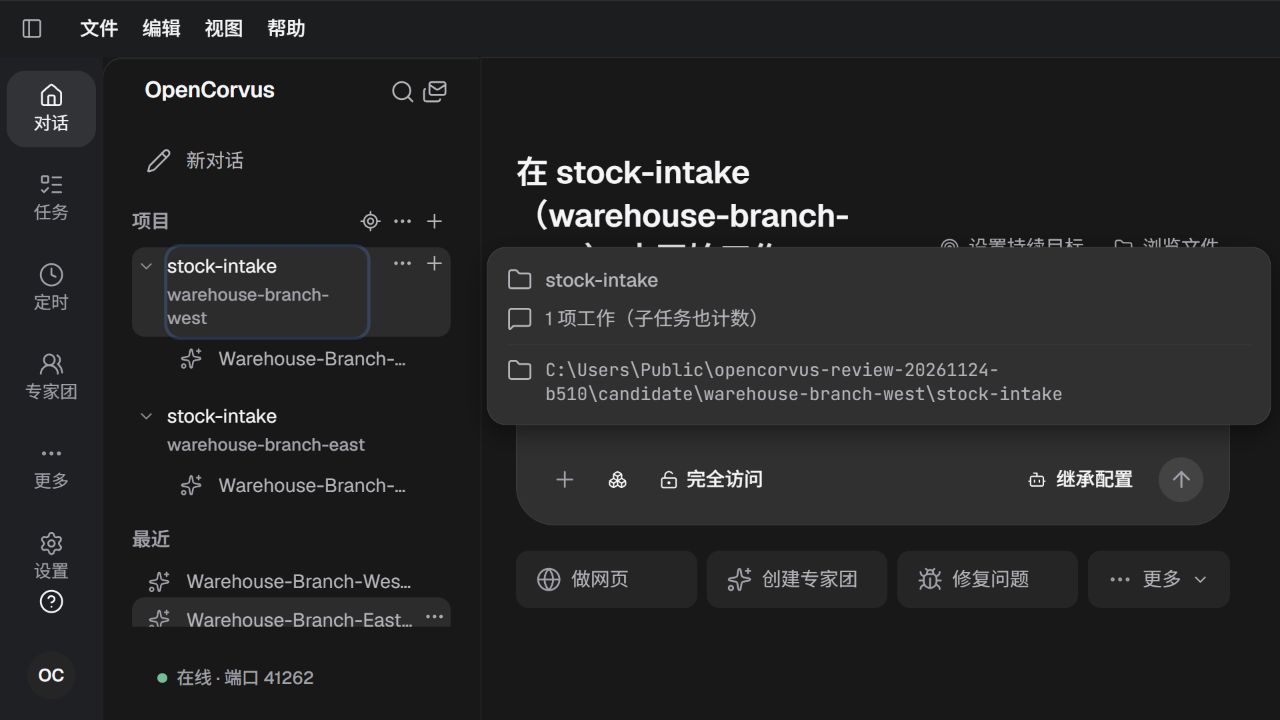 文件 编辑 视图 帮助
对话
任务
定时
专家团
更多
设置
OC
OpenCorvus
新对话
项目
stock-intake
warehouse-branch-
west
Warehouse-Branch-...
stock-intake
warehouse-branch-east
Warehouse-Branch-...
最近
Warehouse-Branch-Wes...
Warehouse-Branch-East...
在线 · 端口 41262
在 stock-intake
（warehouse-branch-
设置持续目标 浏览文件
stock-intake
1 项工作（子任务也计数）
C:\Users\Public\opencorvus-review-20261124-
b510\candidate\warehouse-branch-west\stock-intake
完全访问 继承配置
做网页 创建专家团 修复问题 更多